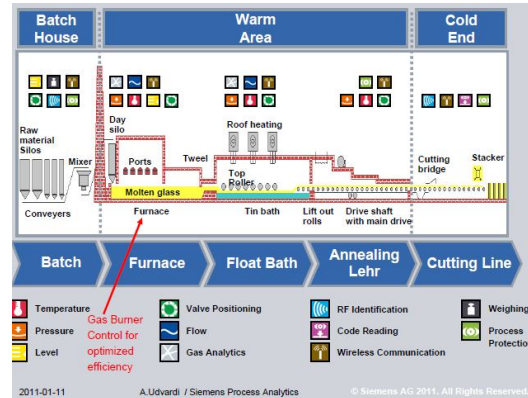 Batch
House
Warm
Area
Cold
End
Raw
material
Silos
Mixer
Conveyers
Day
silo
Ports
Tweel
Roof heating
Top
Roller
Cutting
bridge
Stacker
Molten glass
Furnace
Tin bath
Lift out
rolls
Drive shaft
with main drive
Batch
Furnace
Float Bath
Annealing
Lehr
Cutting Line
Temperature
Pressure
Level
Gas Burner
Control for
optimized
efficiency
Valve Positioning
Flow
Gas Analytics
RF Identification
Code Reading
Wireless Communication
Weighing
Process
Protectio
2011-01-11
A.Udvardi / Siemens Process Analytics
© Siemens AG 2011. All Rights Reserved.